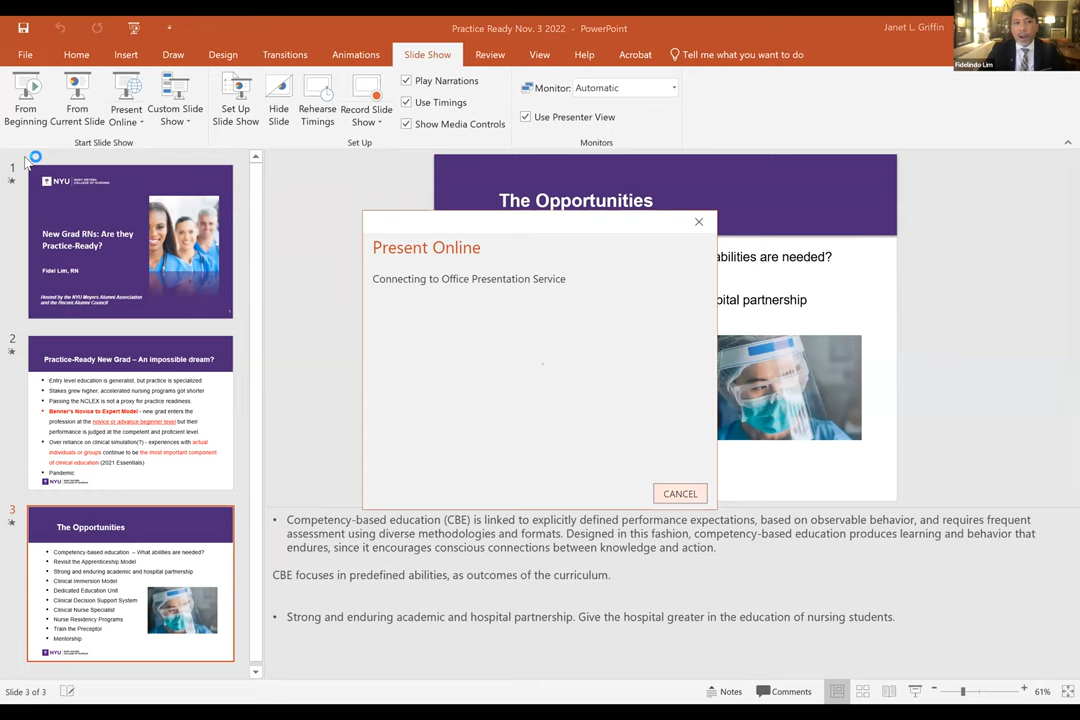 Practice Ready Nov. 3 2022 - PowerPoint
Janet L. Griffin
Fidelindo Lim
File Home Insert Draw Design Transitions Animations Slide Show Review View Help Acrobat Tell me what you want to do
From Beginning
From Current Slide
Present Online
Custom Slide Show
Set Up Slide Show
Hide Slide
Rehearse Timings
Record Slide Show
Play Narrations
Use Timings
Show Media Controls
Monitor: Automatic
Use Presenter View
Start Slide Show
Set Up
Monitors
1
NYU
New Grad RNs: Are they
Practice-Ready?
Fidel Lim, RN
Hosted by the NYU Meyers Alumni Association
and the Recent Alumni Council
2
Practice-Ready New Grad – An impossible dream?
• Entry level education is generalist, but practice is specialized
• Stakes grew higher, accelerated nursing programs got shorter
• Passing the NCLEX is not a proxy for practice readiness.
• Benner's Novice to Expert Model - new grad enters the
profession at the novice or advance beginner level but their
performance is judged at the competent and proficient level.
• Over reliance on clinical simulation(?) - experiences with actual
individuals or groups continue to be the most important component
of clinical education (2021 Essentials)
• Pandemic
NYU
3
The Opportunities
• Competency-based education – What abilities are needed?
• Revisit the Apprenticeship Model
• Strong and enduring academic and hospital partnership
• Clinical Immersion Model
• Dedicated Education Unit
• Clinical Decision Support System
• Clinical Nurse Specialist
• Nurse Residency Programs
• Train the Preceptor
• Mentorship
NYU
The Opportunities
abilities are needed?
pital partnership
Present Online
Connecting to Office Presentation Service
CANCEL
• Competency-based education (CBE) is linked to explicitly defined performance expectations, based on observable behavior, and requires frequent
assessment using diverse methodologies and formats. Designed in this fashion, competency-based education produces learning and behavior that
endures, since it encourages conscious connections between knowledge and action.
CBE focuses in predefined abilities, as outcomes of the curriculum.
• Strong and enduring academic and hospital partnership. Give the hospital greater in the education of nursing students.
Slide 3 of 3
Notes
Comments
61%